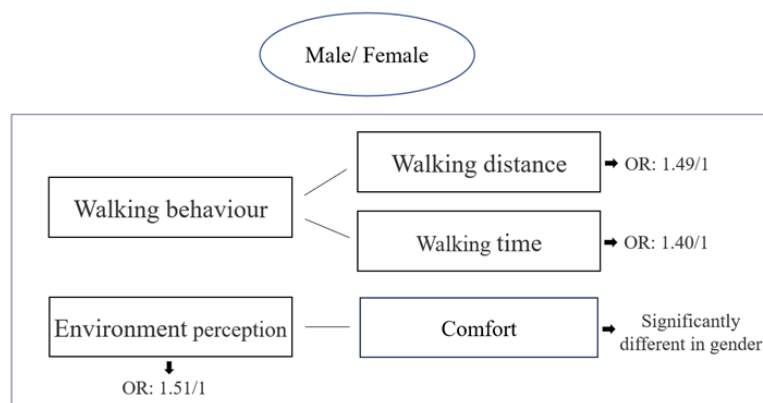 Male/ Female
Walking distance
OR: 1.49/1
Walking behaviour
Walking time
OR: 1.40/1
Environment perception
Comfort
Significantly
different in gender
OR: 1.51/1